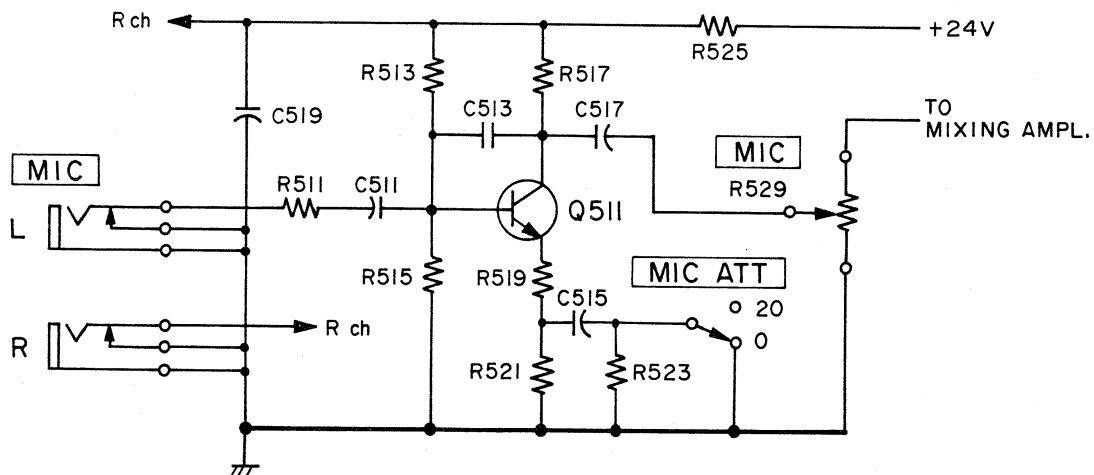 R ch
+24V
R525
R513
R517
C519
C513
C517
TO
MIXING AMPL.
MIC
MIC
R529
R511
C511
Q511
L
R515
R519
MIC ATT
C515
20
R ch
0
R
R521
R523